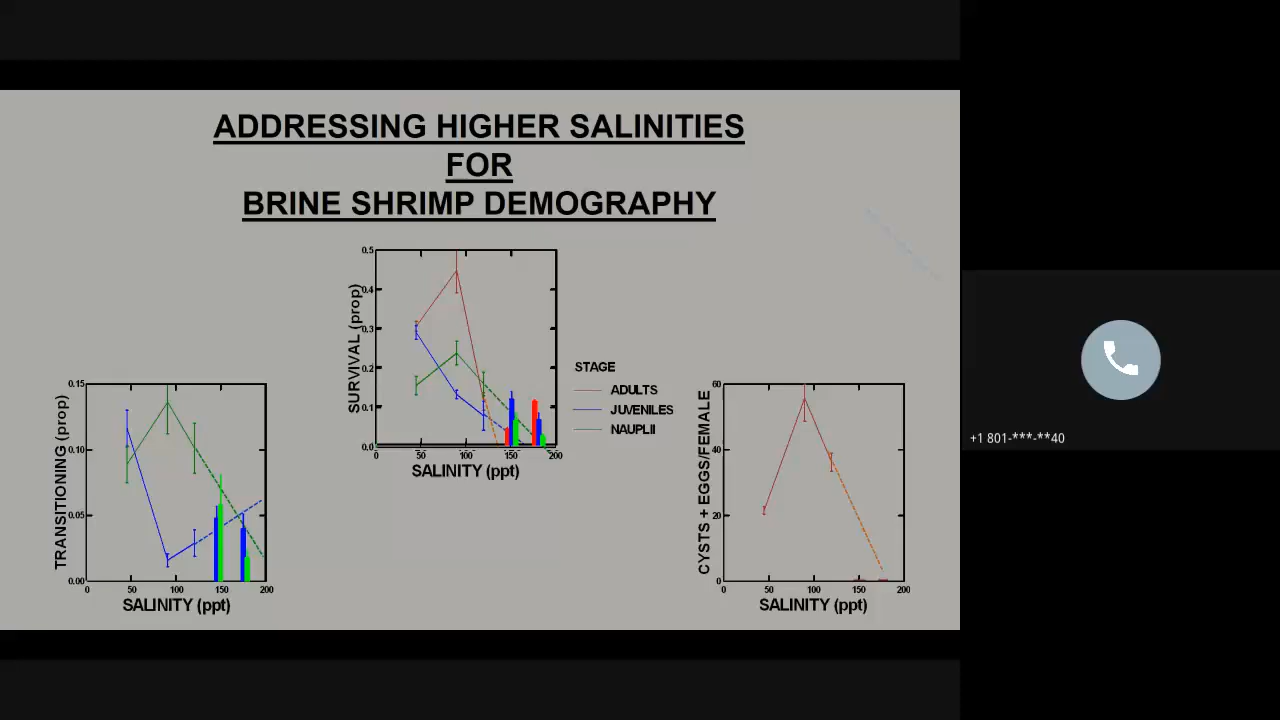 ADDRESSING HIGHER SALINITIES
FOR
BRINE SHRIMP DEMOGRAPHY
0.5
0.4
0.3
0.2
0.1
0.0
SURVIVAL (prop)
0 50 100 150 200
SALINITY (ppt)
STAGE
ADULTS
JUVENILES
NAUPLII
0.15
0.10
0.05
0.00
TRANSITIONING (prop)
0 50 100 150 200
SALINITY (ppt)
60
40
20
0
CYSTS + EGGS/FEMALE
0 50 100 150 200
SALINITY (ppt)
+1 801-***-**40